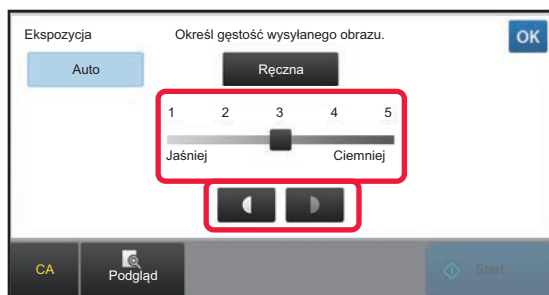 Ekspozycja
Określ gęstość wysyłanego obrazu.
OK
Auto
Ręczna
1 2 3 4 5
Jaśniej
Ciemniej
CA
Podgląd
Start